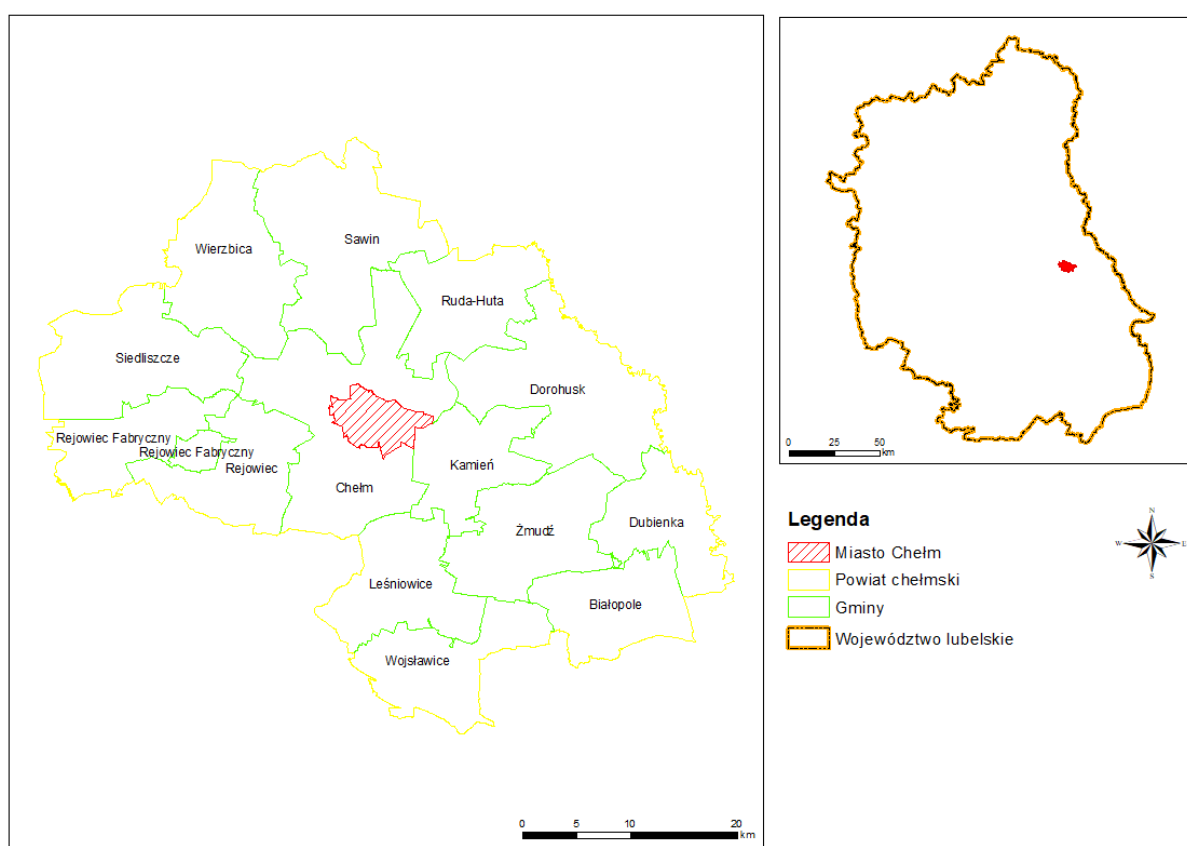 Wierzbica
Sawin
Ruda-Huta
Siedliszcze
Dorohusk
Rejowiec Fabryczny
Rejowiec Fabryczny
Rejowiec
Kamień
Chełm
Żmudź
Dubienka
Leśniowice
Białopole
Wojsławice
0 5 10 20
km
0 25 50
km
Legenda
Miasto Chełm
Powiat chełmski
Gminy
Województwo lubelskie
N
W
E
S